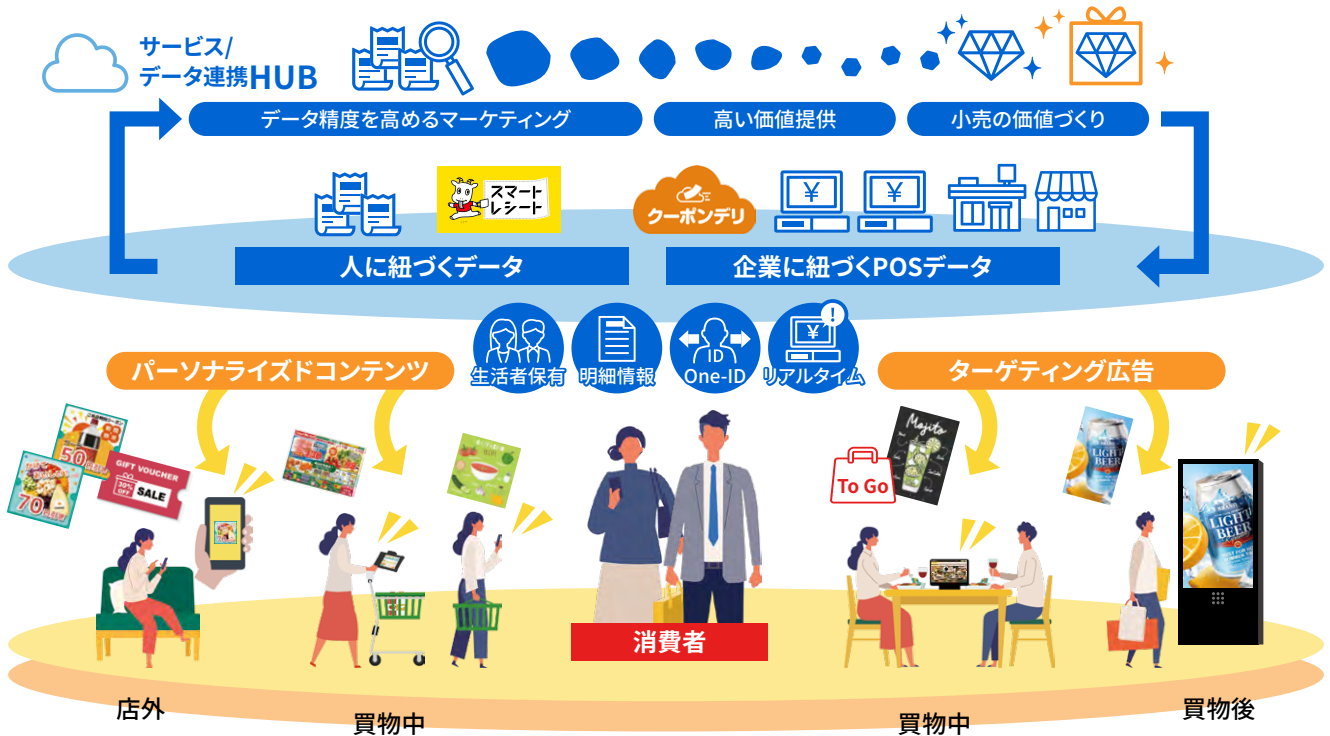 サービス/
データ連携HUB
データ精度を高めるマーケティング
高い価値提供
小売の価値づくり
スマート
レシート
クーポンデリ
¥
¥
人に紐づくデータ
企業に紐づくPOSデータ
生活者保有
明細情報
ID
One-ID
¥
!
リアルタイム
パーソナライズドコンテンツ
ターゲティング広告
50
70
GIFT VOUCHER
30%
OFF
SALE
Mojito
To Go
LIGHT
BEER
LIGHT
BEER
消費者
店外
買物中
買物中
買物後